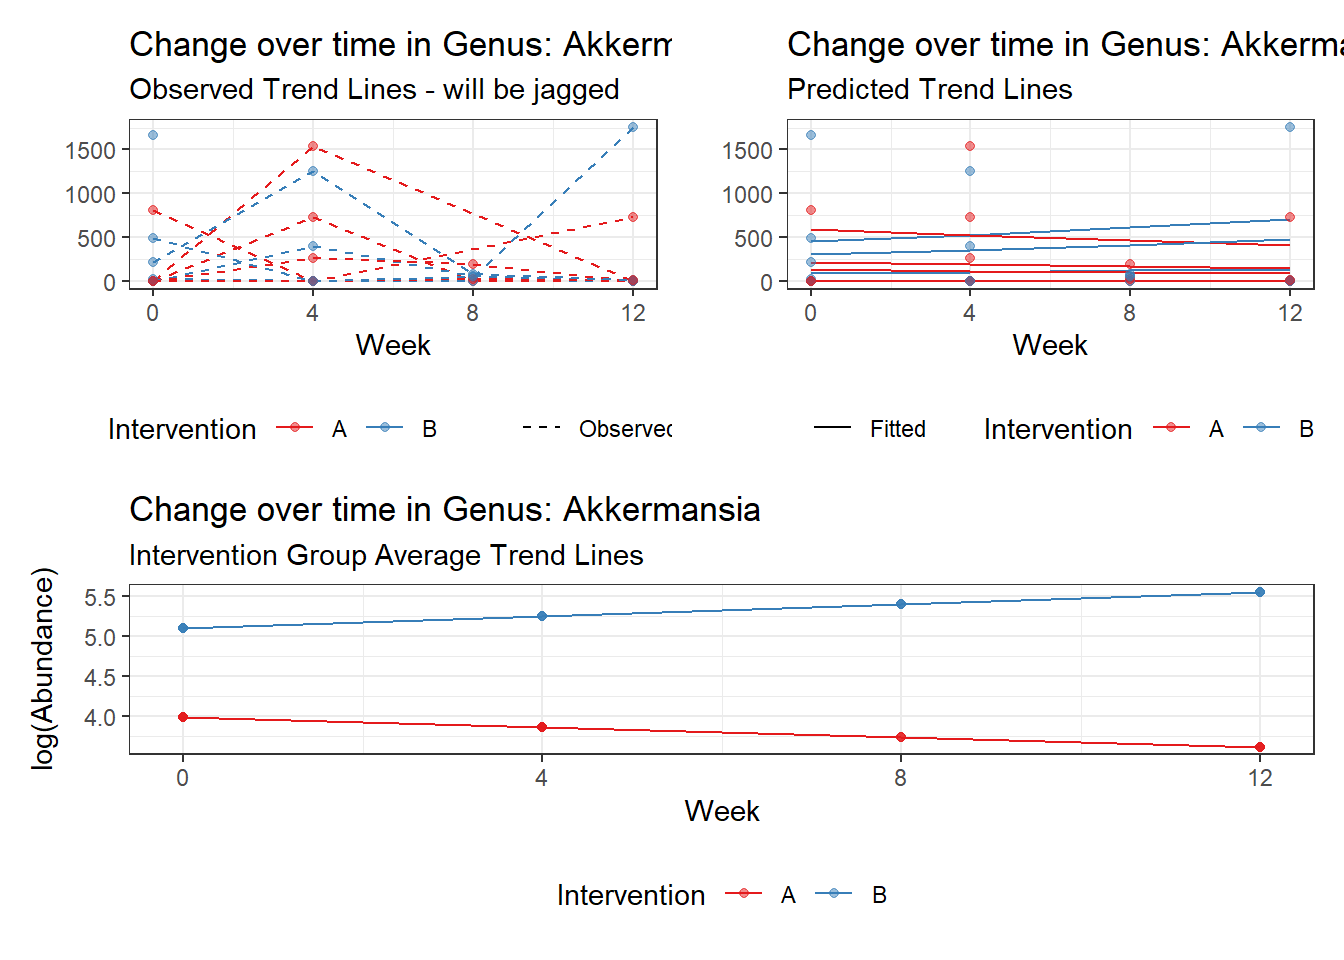 Change over time in Genus: Akkerm
Observed Trend Lines - will be jagged
1500
1000
500
0
0 4 8 12
Week
Intervention A B Observed
Change over time in Genus: Akkerma
Predicted Trend Lines
1500
1000
500
0
0 4 8 12
Week
Fitted Intervention A B
Change over time in Genus: Akkermansia
Intervention Group Average Trend Lines
log(Abundance)
5.5
5.0
4.5
4.0
0 4 8 12
Week
Intervention A B